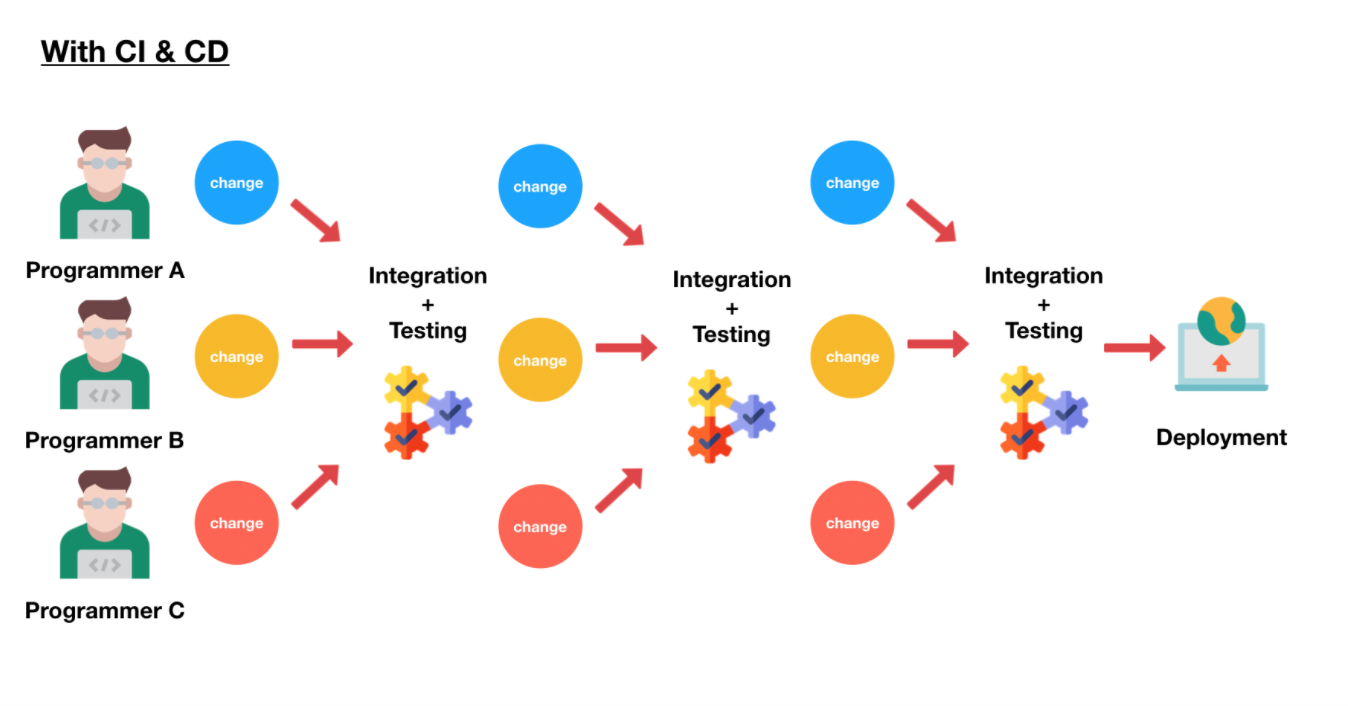 With CI & CD
change
change
change
Programmer A
Integration
+
Testing
Integration
+
Testing
Integration
+
Testing
change
change
change
Programmer B
Deployment
change
change
change
Programmer C